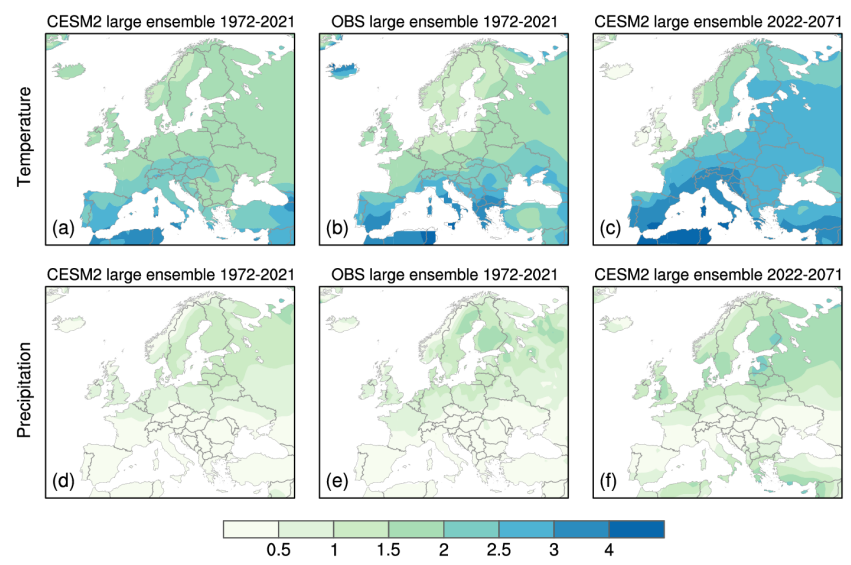 CESM2 large ensemble 1972-2021
OBS large ensemble 1972-2021
CESM2 large ensemble 2022-2071
Temperature
(a)
(b)
(c)
CESM2 large ensemble 1972-2021
OBS large ensemble 1972-2021
CESM2 large ensemble 2022-2071
Precipitation
(d)
(e)
(f)
0.5 1 1.5 2 2.5 3 4